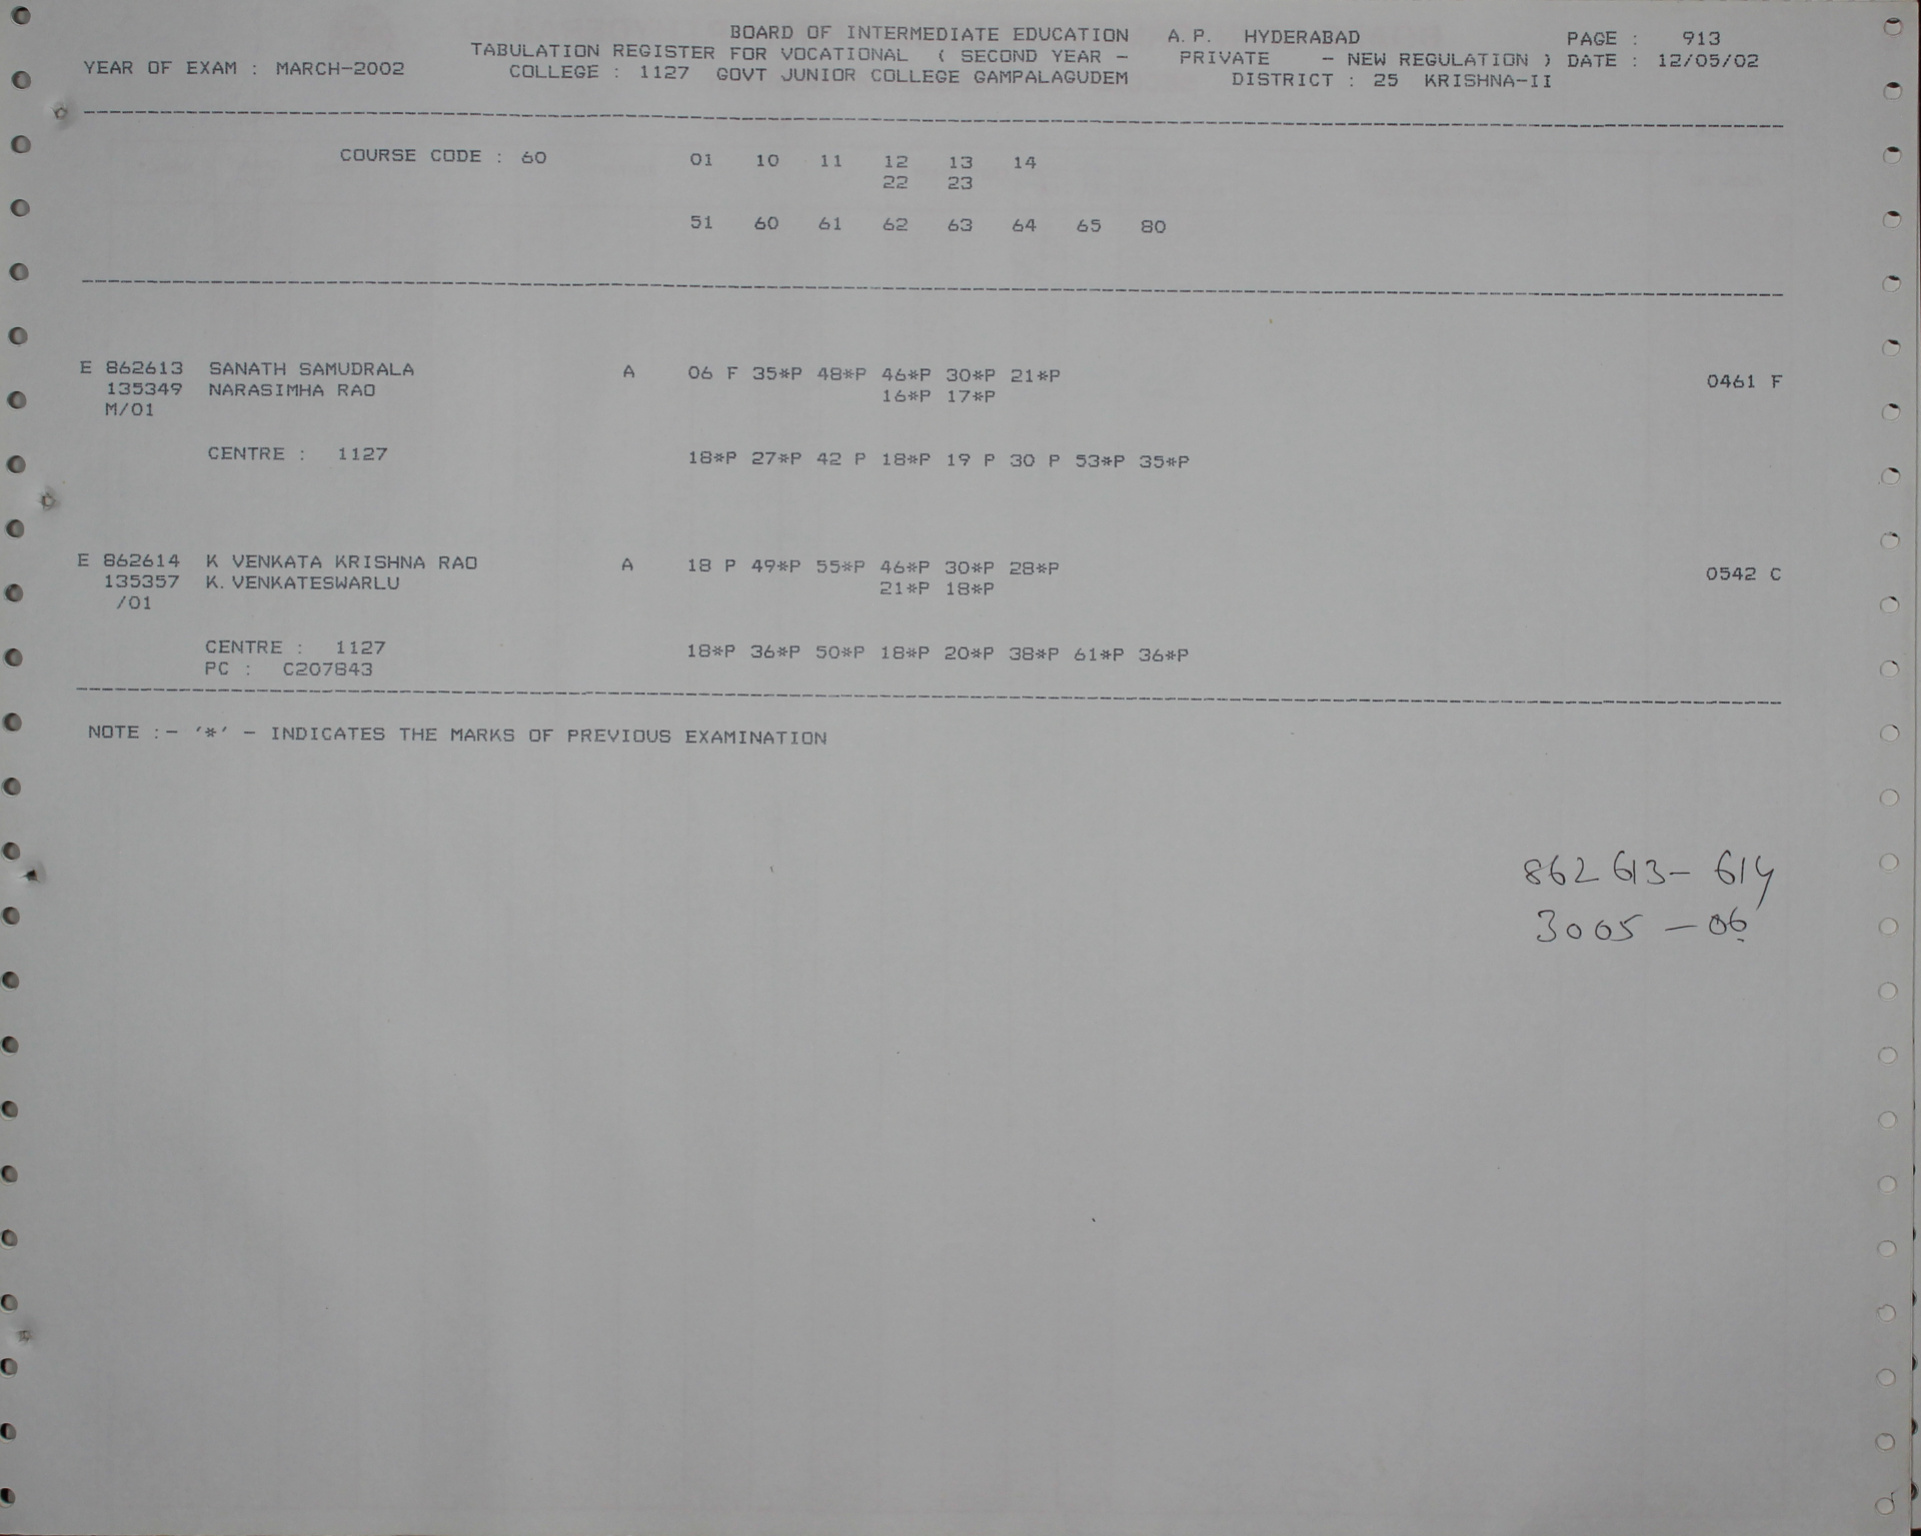 BOARD OF INTERMEDIATE EDUCATION A.P. HYDERABAD PAGE : 913
TABULATION REGISTER FOR VOCATIONAL ( SECOND YEAR - PRIVATE - NEW REGULATION ) DATE : 12/05/02
YEAR OF EXAM : MARCH-2002 COLLEGE : 1127 GOVT JUNIOR COLLEGE GAMPALAGUDEM DISTRICT : 25 KRISHNA-II
COURSE CODE : 60 01 10 11 12 13 14
22 23
51 60 61 62 63 64 65 80
E 862613 SANATH SAMUDRALA A 06 F 35*P 48*P 46*P 30*P 21*P 0461 F
135349 NARASIMHA RAO 16*P 17*P
M/01
CENTRE : 1127 18*P 27*P 42 P 18*P 19 P 30 P 53*P 35*P
E 862614 K VENKATA KRISHNA RAO A 18 P 49*P 55*P 46*P 30*P 28*P 0542 C
135357 K. VENKATESWARLU 21*P 18*P
/01
CENTRE : 1127 18*P 36*P 50*P 18*P 20*P 38*P 61*P 36*P
PC : C207843
NOTE :- '*' - INDICATES THE MARKS OF PREVIOUS EXAMINATION
862613- 614
3005 - 06